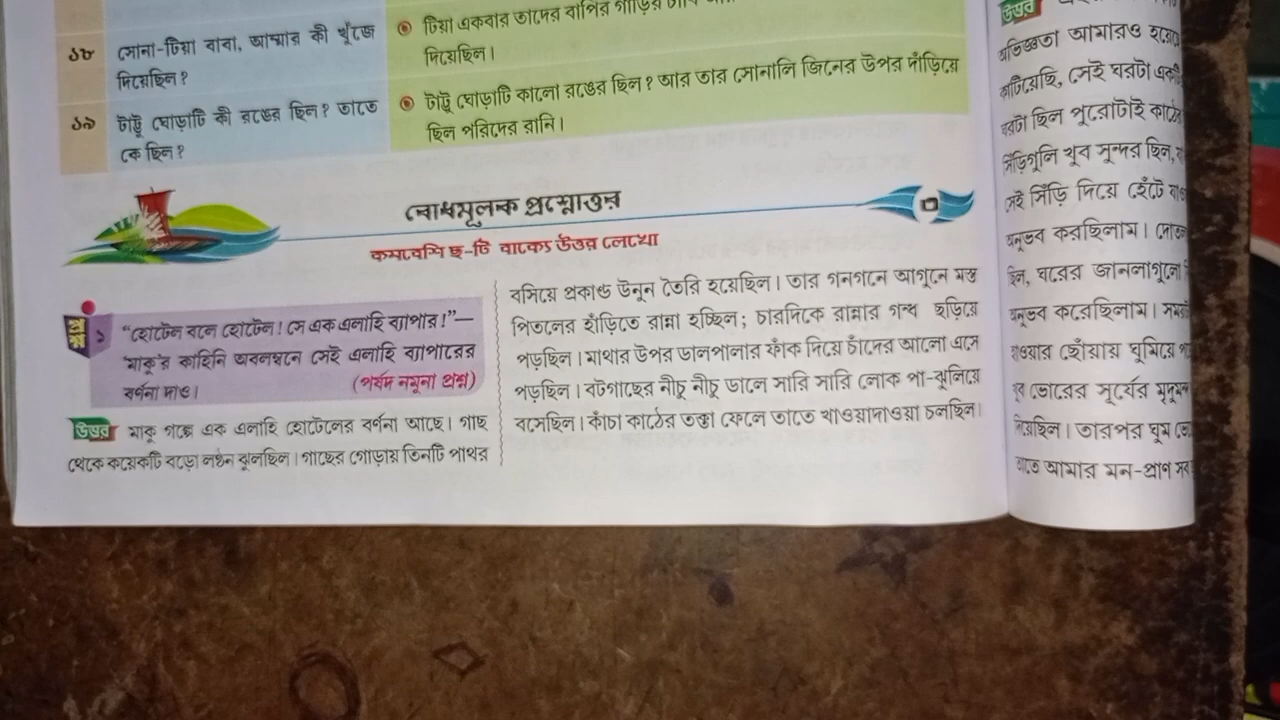 ১৮ সোনা-টিয়া বাবা, আম্মার কী খুঁজে
দিয়েছিল?
টিয়া একবার তাদের বাপির গাড়ির চাবি
দিয়েছিল।
১৯ টাট্টু ঘোড়াটি কী রঙের ছিল? তাতে
কে ছিল?
টাট্টু ঘোড়াটি কালো রঙের ছিল? আর তার সোনালি জিনের উপর দাঁড়িয়ে
ছিল পরিদের রানি।
বোধমূলক প্রশ্নোত্তর
৩
কমবেশি ছ-টি বাক্যে উত্তর লেখো
প্রশ্ন ১ “হোটেল বলে হোটেল! সে এক এলাহি ব্যাপার!”—
'মাকু'র কাহিনি অবলম্বনে সেই এলাহি ব্যাপারের
বর্ণনা দাও। (পর্ষদ নমুনা প্রশ্ন)
উত্তর মাকু গল্পে এক এলাহি হোটেলের বর্ণনা আছে। গাছ
থেকে কয়েকটি বড়ো লণ্ঠন ঝুলছিল। গাছের গোড়ায় তিনটি পাথর
বসিয়ে প্রকাণ্ড উনুন তৈরি হয়েছিল। তার গনগনে আগুনে মস্ত
পিতলের হাঁড়িতে রান্না হচ্ছিল; চারদিকে রান্নার গন্ধ ছড়িয়ে
পড়ছিল। মাথার উপর ডালপালার ফাঁক দিয়ে চাঁদের আলো এসে
পড়ছিল। বটগাছের নীচু নীচু ডালে সারি সারি লোক পা-ঝুলিয়ে
বসেছিল। কাঁচা কাঠের তক্তা ফেলে তাতে খাওয়াদাওয়া চলছিল।
উত্তর
অভিজ্ঞতা আমারও হয়েছে
কাটিয়েছি, সেই ঘরটা
ঘরটা ছিল পুরোটাই কাঠের
সিঁড়িগুলি খুব সুন্দর ছিল,
সেই সিঁড়ি দিয়ে হেঁটে
অনুভব করছিলাম।
ছিল, ঘরের জানলাগুলো
অনুভব করেছিলাম।
হাওয়ার ছোঁয়ায় ঘুমিয়ে
খুব ভোরের সূর্যের
দিয়েছিল। তারপর ঘুম
তাতে আমার মন-প্রাণ